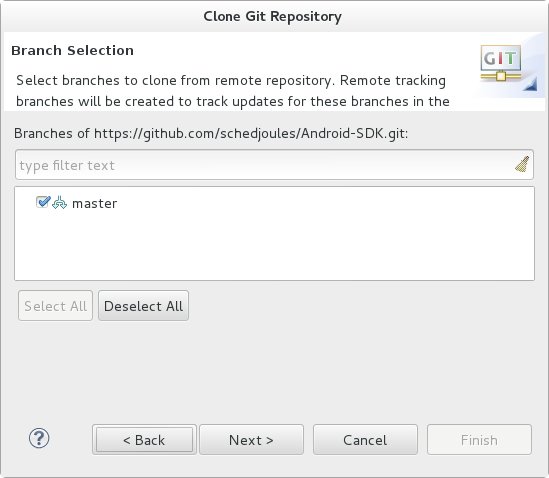 Clone Git Repository
Branch Selection
GIT
Select branches to clone from remote repository. Remote tracking
branches will be created to track updates for these branches in the
Branches of https://github.com/schedjoules/Android-SDK.git:
type filter text
master
Select All
Deselect All
?
< Back
Next >
Cancel
Finish